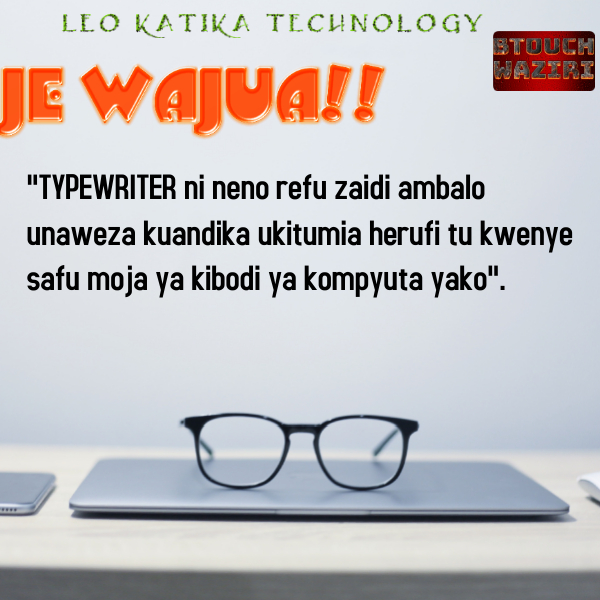 LEO KATIKA TECHNOLOGY
BTOUCH
WAZIRI
JE WAJUA!!
"TYPEWRITER ni neno refu zaidi ambalo
unaweza kuandika ukitumia herufi tu kwenye
safu moja ya kibodi ya kompyuta yako".